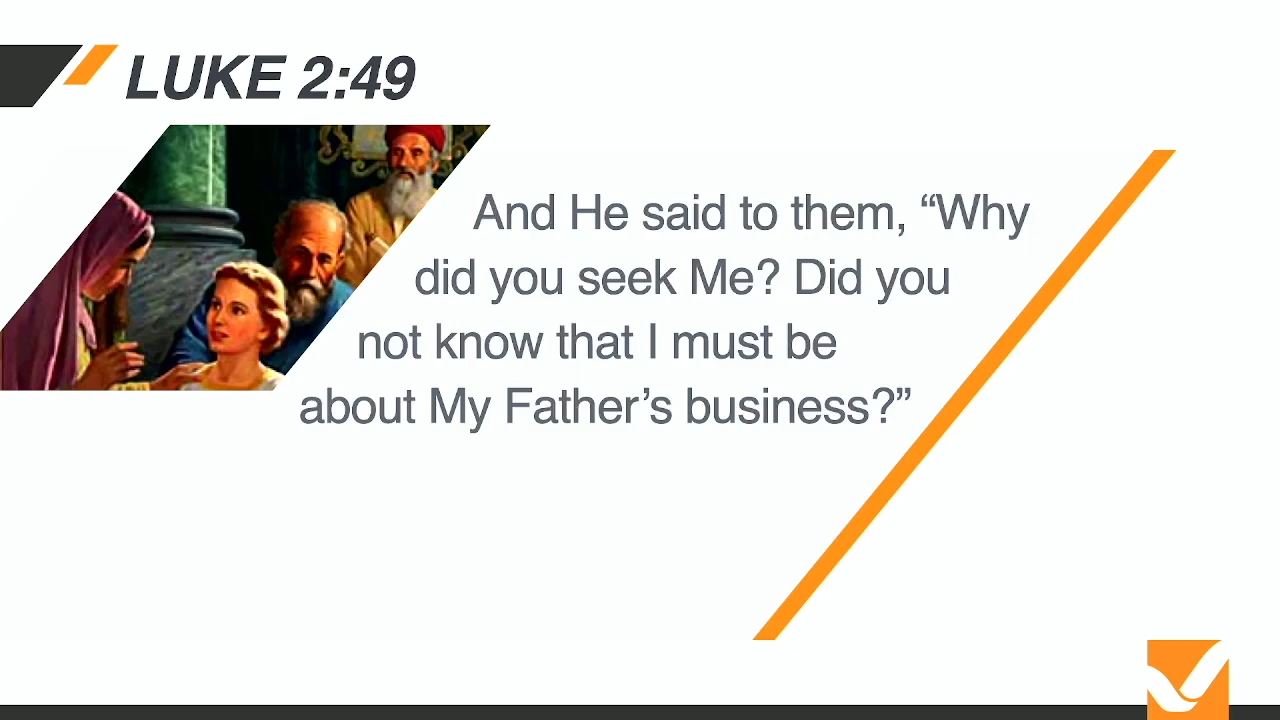 LUKE 2:49
And He said to them, “Why
did you seek Me? Did you
not know that I must be
about My Father’s business?”